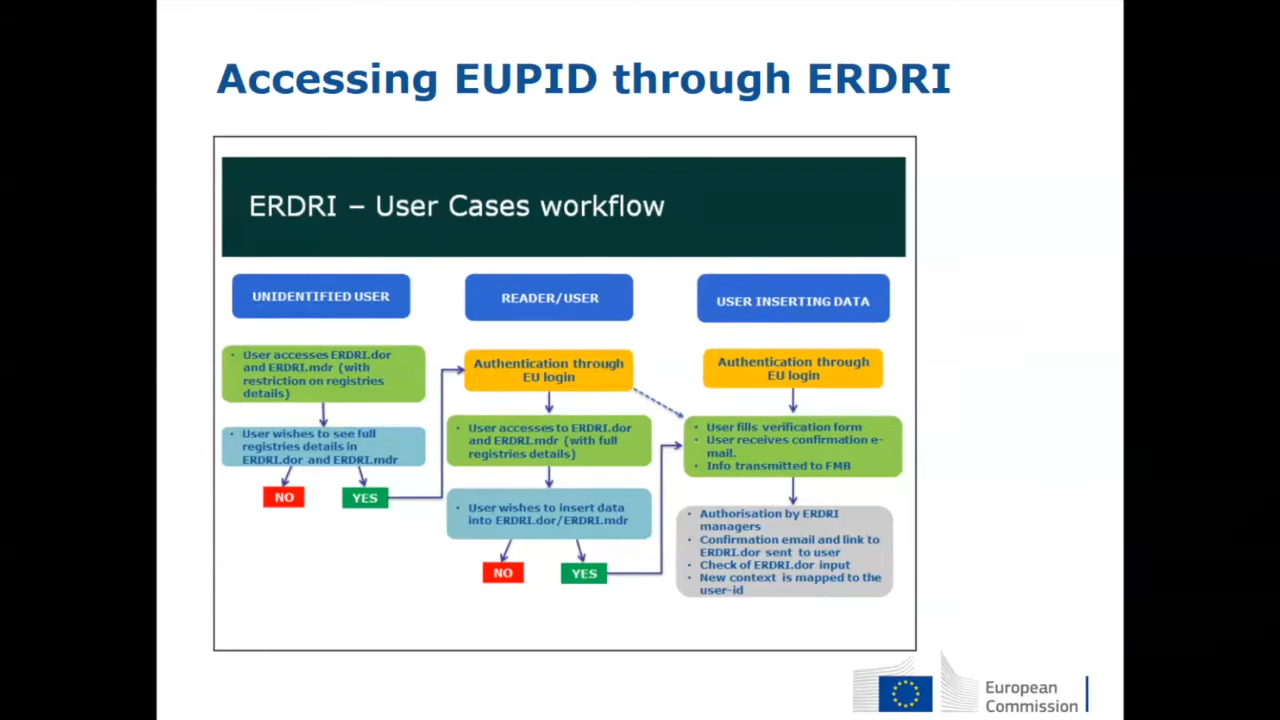 Accessing EUPID through ERDRI
ERDRI – User Cases workflow
UNIDENTIFIED USER
• User accesses ERDRI.dor
and ERDRI.mdr (with
restriction on registries
details)
• User wishes to see full
registries details in
ERDRI.dor and ERDRI.mdr
NO
YES
READER/USER
Authentication through
EU login
• User accesses to ERDRI.dor
and ERDRI.mdr (with full
registries details)
• User wishes to insert data
into ERDRI.dor/ERDRI.mdr
NO
YES
USER INSERTING DATA
Authentication through
EU login
• User fills verification form
• User receives confirmation e-
mail.
• Info transmitted to FMB
• Authorisation by ERDRI
managers
• Confirmation email and link to
ERDRI.dor sent to user
• Check of ERDRI.dor input
• New context is mapped to the
user-id
European
Commission